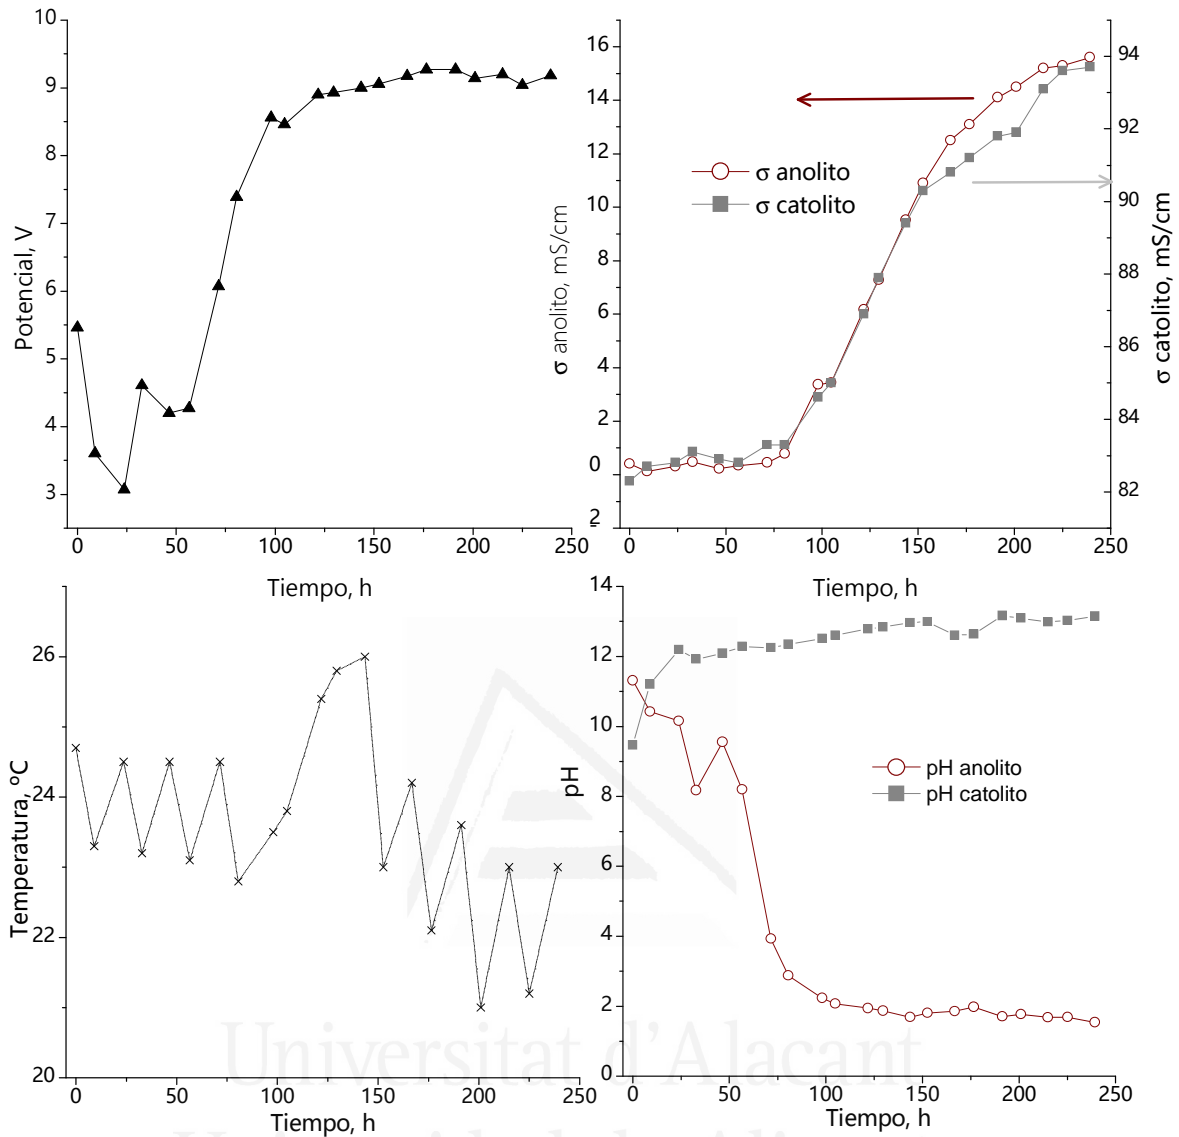 10
9
8
7
6
5
4
3
Potencial, V
0 50 100 150 200 250
Tiempo, h
16
14
12
10
8
6
4
2
0
2
σ anolito, mS/cm
σ anolito
σ catolito
94
92
90
88
86
84
82
σ catolito, mS/cm
0 50 100 150 200 250
Tiempo, h
26
24
22
20
Temperatura, ºC
0 50 100 150 200 250
Tiempo, h
14
12
10
8
6
4
2
0
pH
pH anolito
pH catolito
0 50 100 150 200 250
Tiempo, h
Universitat d'Alacant